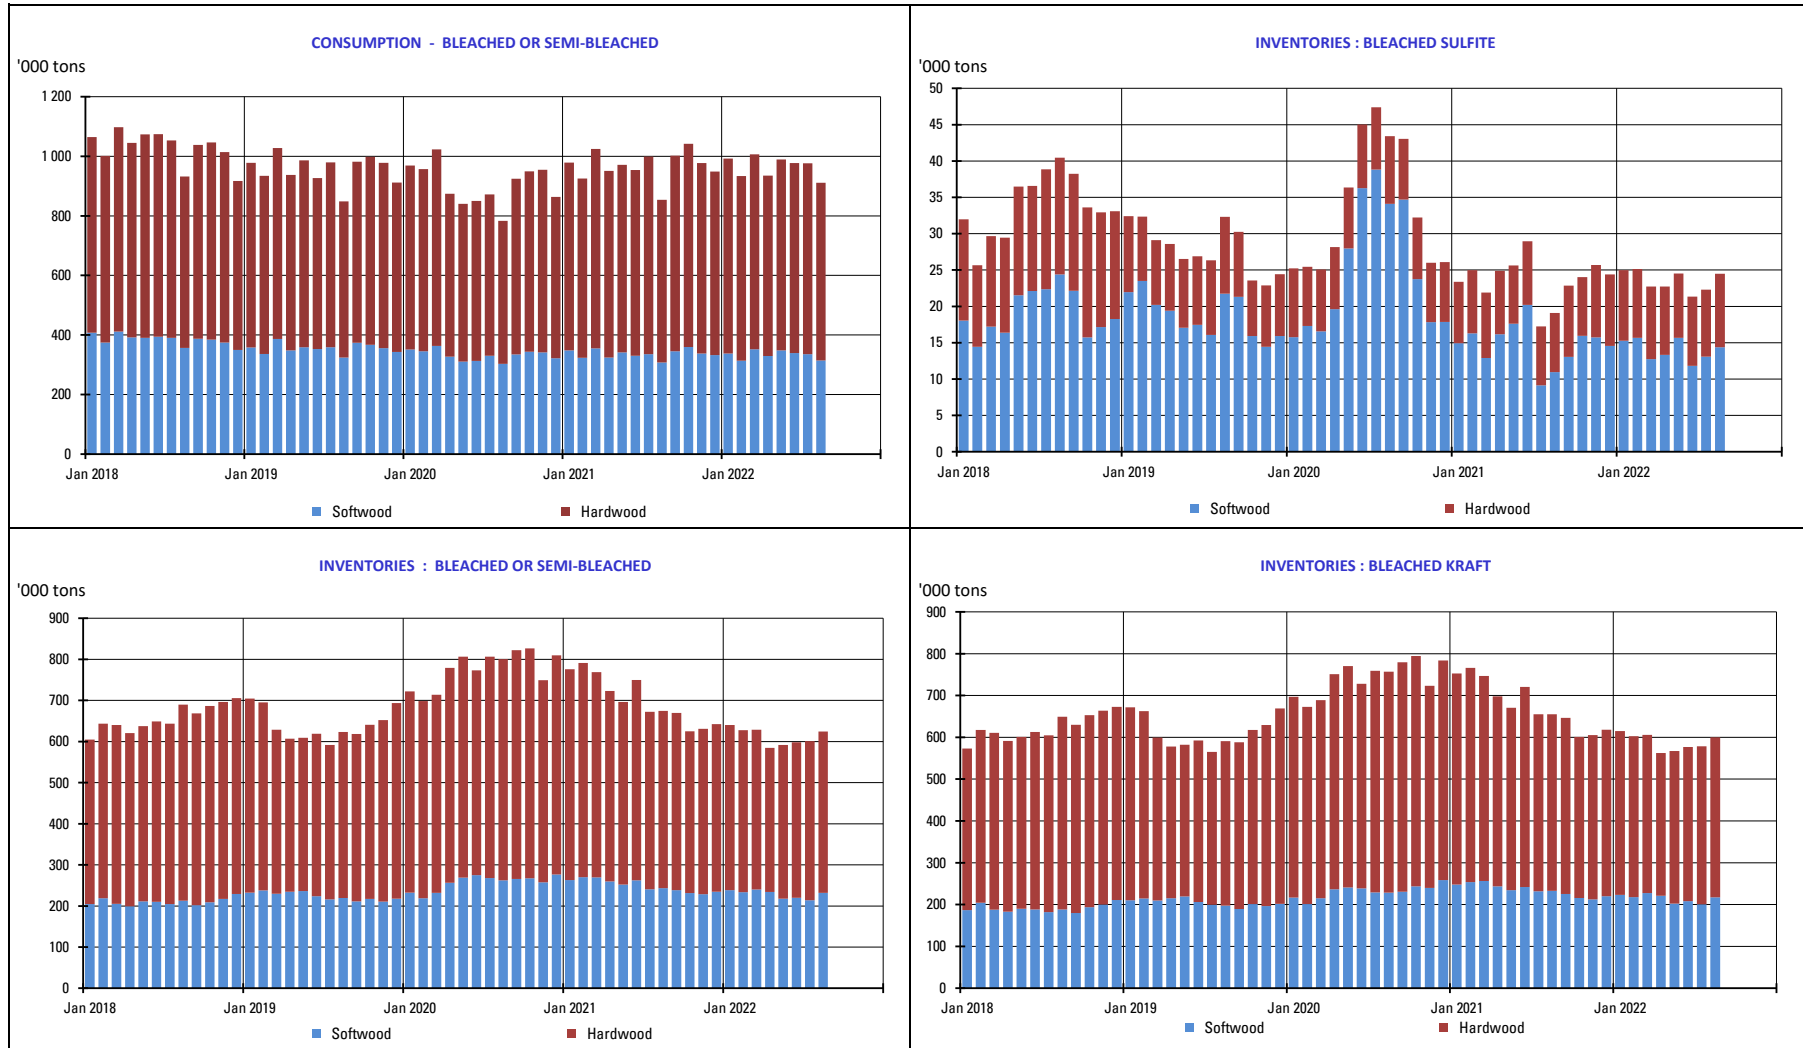 CONSUMPTION - BLEACHED OR SEMI-BLEACHED
'000 tons
1 200
1 000
800
600
400
200
0
Jan 2018 Jan 2019 Jan 2020 Jan 2021 Jan 2022
Softwood Hardwood
INVENTORIES : BLEACHED SULFITE
'000 tons
50
45
40
35
30
25
20
15
10
5
0
Jan 2018 Jan 2019 Jan 2020 Jan 2021 Jan 2022
Softwood Hardwood
INVENTORIES : BLEACHED OR SEMI-BLEACHED
'000 tons
900
800
700
600
500
400
300
200
100
0
Jan 2018 Jan 2019 Jan 2020 Jan 2021 Jan 2022
Softwood Hardwood
INVENTORIES : BLEACHED KRAFT
'000 tons
900
800
700
600
500
400
300
200
100
0
Jan 2018 Jan 2019 Jan 2020 Jan 2021 Jan 2022
Softwood Hardwood